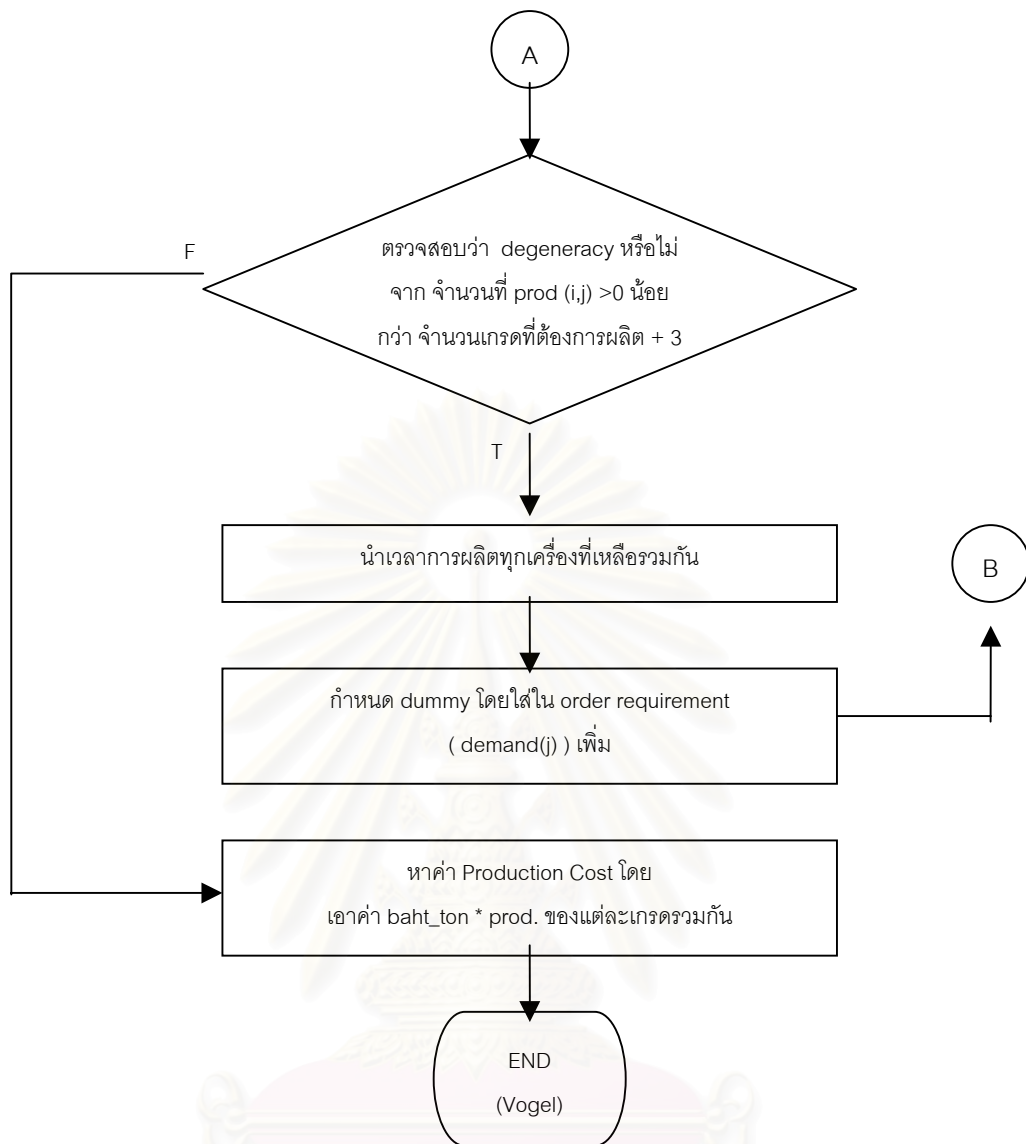 A
F
ตรวจสอบว่า degeneracy หรือไม่
จาก จำนวนที่ prod (i,j) >0 น้อย
กว่า จำนวนเกรดที่ต้องการผลิต + 3
T
นำเวลาการผลิตทุกเครื่องที่เหลือรวมกัน
B
กำหนด dummy โดยใส่ใน order requirement
( demand(j) ) เพิ่ม
หาค่า Production Cost โดย
เอาค่า baht_ton * prod. ของแต่ละเกรดรวมกัน
END
(Vogel)